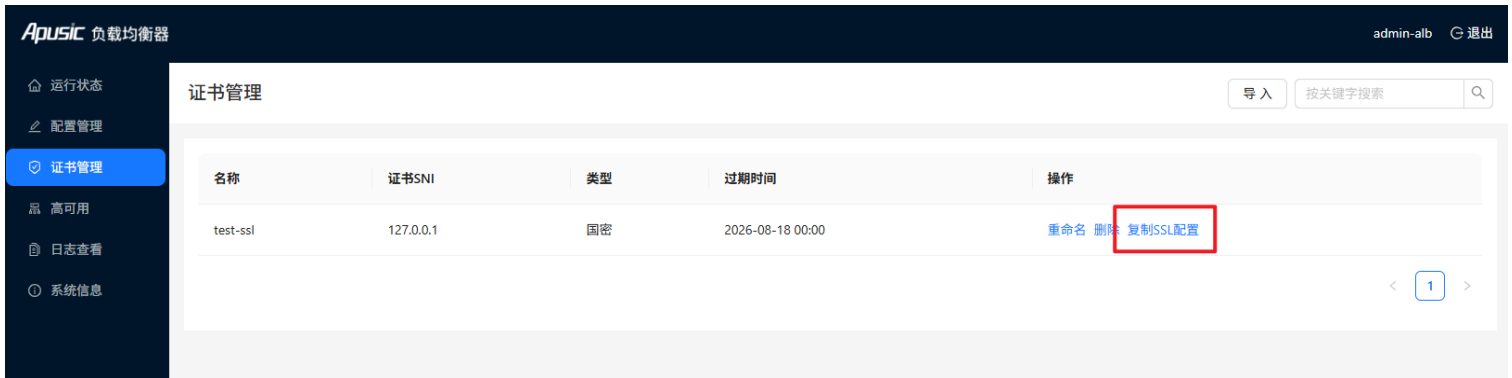 Apusic 负载均衡器
admin-alb 退出
运行状态
配置管理
证书管理
高可用
日志查看
系统信息
证书管理
导 入 按关键字搜索
名称 证书SNI 类型 过期时间 操作
test-ssl 127.0.0.1 国密 2026-08-18 00:00 重命名 删除 复制SSL配置
1